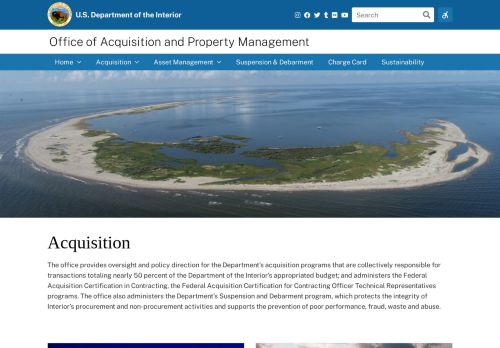 U.S. Department of the Interior
Search
Office of Acquisition and Property Management
Home Acquisition Asset Management Suspension & Debarment Charge Card Sustainability
Acquisition
The office provides oversight and policy direction for the Department's acquisition programs that are collectively responsible for
transactions totaling nearly 50 percent of the Department of the Interior's appropriated budget; and administers the Federal
Acquisition Certification in Contracting, the Federal Acquisition Certification for Contracting Officer Technical Representatives
programs. The office also administers the Department's Suspension and Debarment program, which protects the integrity of
Interior's procurement and non-procurement activities and supports the prevention of poor performance, fraud, waste and abuse.